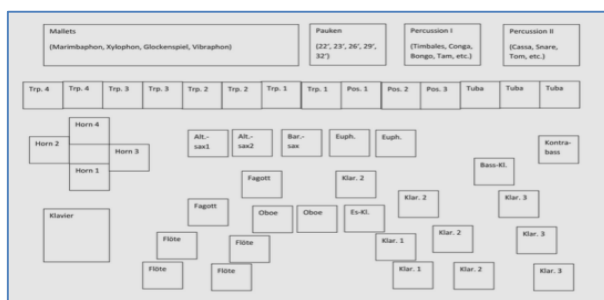 Mallets
(Marimbaphon, Xylophon, Glockenspiel, Vibraphon)
Pauken
(22’, 23’, 26’, 29’,
32’)
Percussion I
(Timbales, Conga,
Bongo, Tam, etc.)
Percussion II
(Cassa, Snare,
Tom, etc.)
Trp. 4
Trp. 4
Trp. 3
Trp. 3
Trp. 2
Trp. 2
Trp. 1
Trp. 1
Pos. 1
Pos. 2
Pos. 3
Tuba
Tuba
Tuba
Horn 4
Horn 2
Horn 3
Horn 1
Alt.-
sax1
Alt.-
sax2
Bar.-
sax
Euph.
Euph.
Kontra-
bass
Bass-Kl.
Fagott
Klar. 2
Klar. 2
Klar. 3
Klavier
Fagott
Oboe
Oboe
Es-Kl.
Flöte
Flöte
Klar. 1
Klar. 2
Klar. 3
Flöte
Flöte
Klar. 1
Klar. 2
Klar. 3